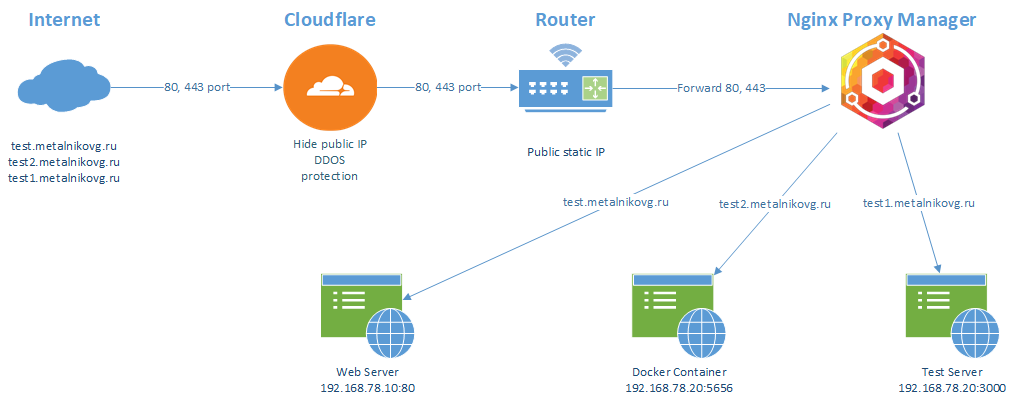 Internet
Cloudflare
Router
Nginx Proxy Manager
80, 443 port
80, 443 port
Forward 80, 443
test.metalnikovg.ru
test2.metalnikovg.ru
test1.metalnikovg.ru
Hide public IP
DDOS
protection
Public static IP
test.metalnikovg.ru
test2.metalnikovg.ru
test1.metalnikovg.ru
Web Server
192.168.78.10:80
Docker Container
192.168.78.20:5656
Test Server
192.168.78.20:3000